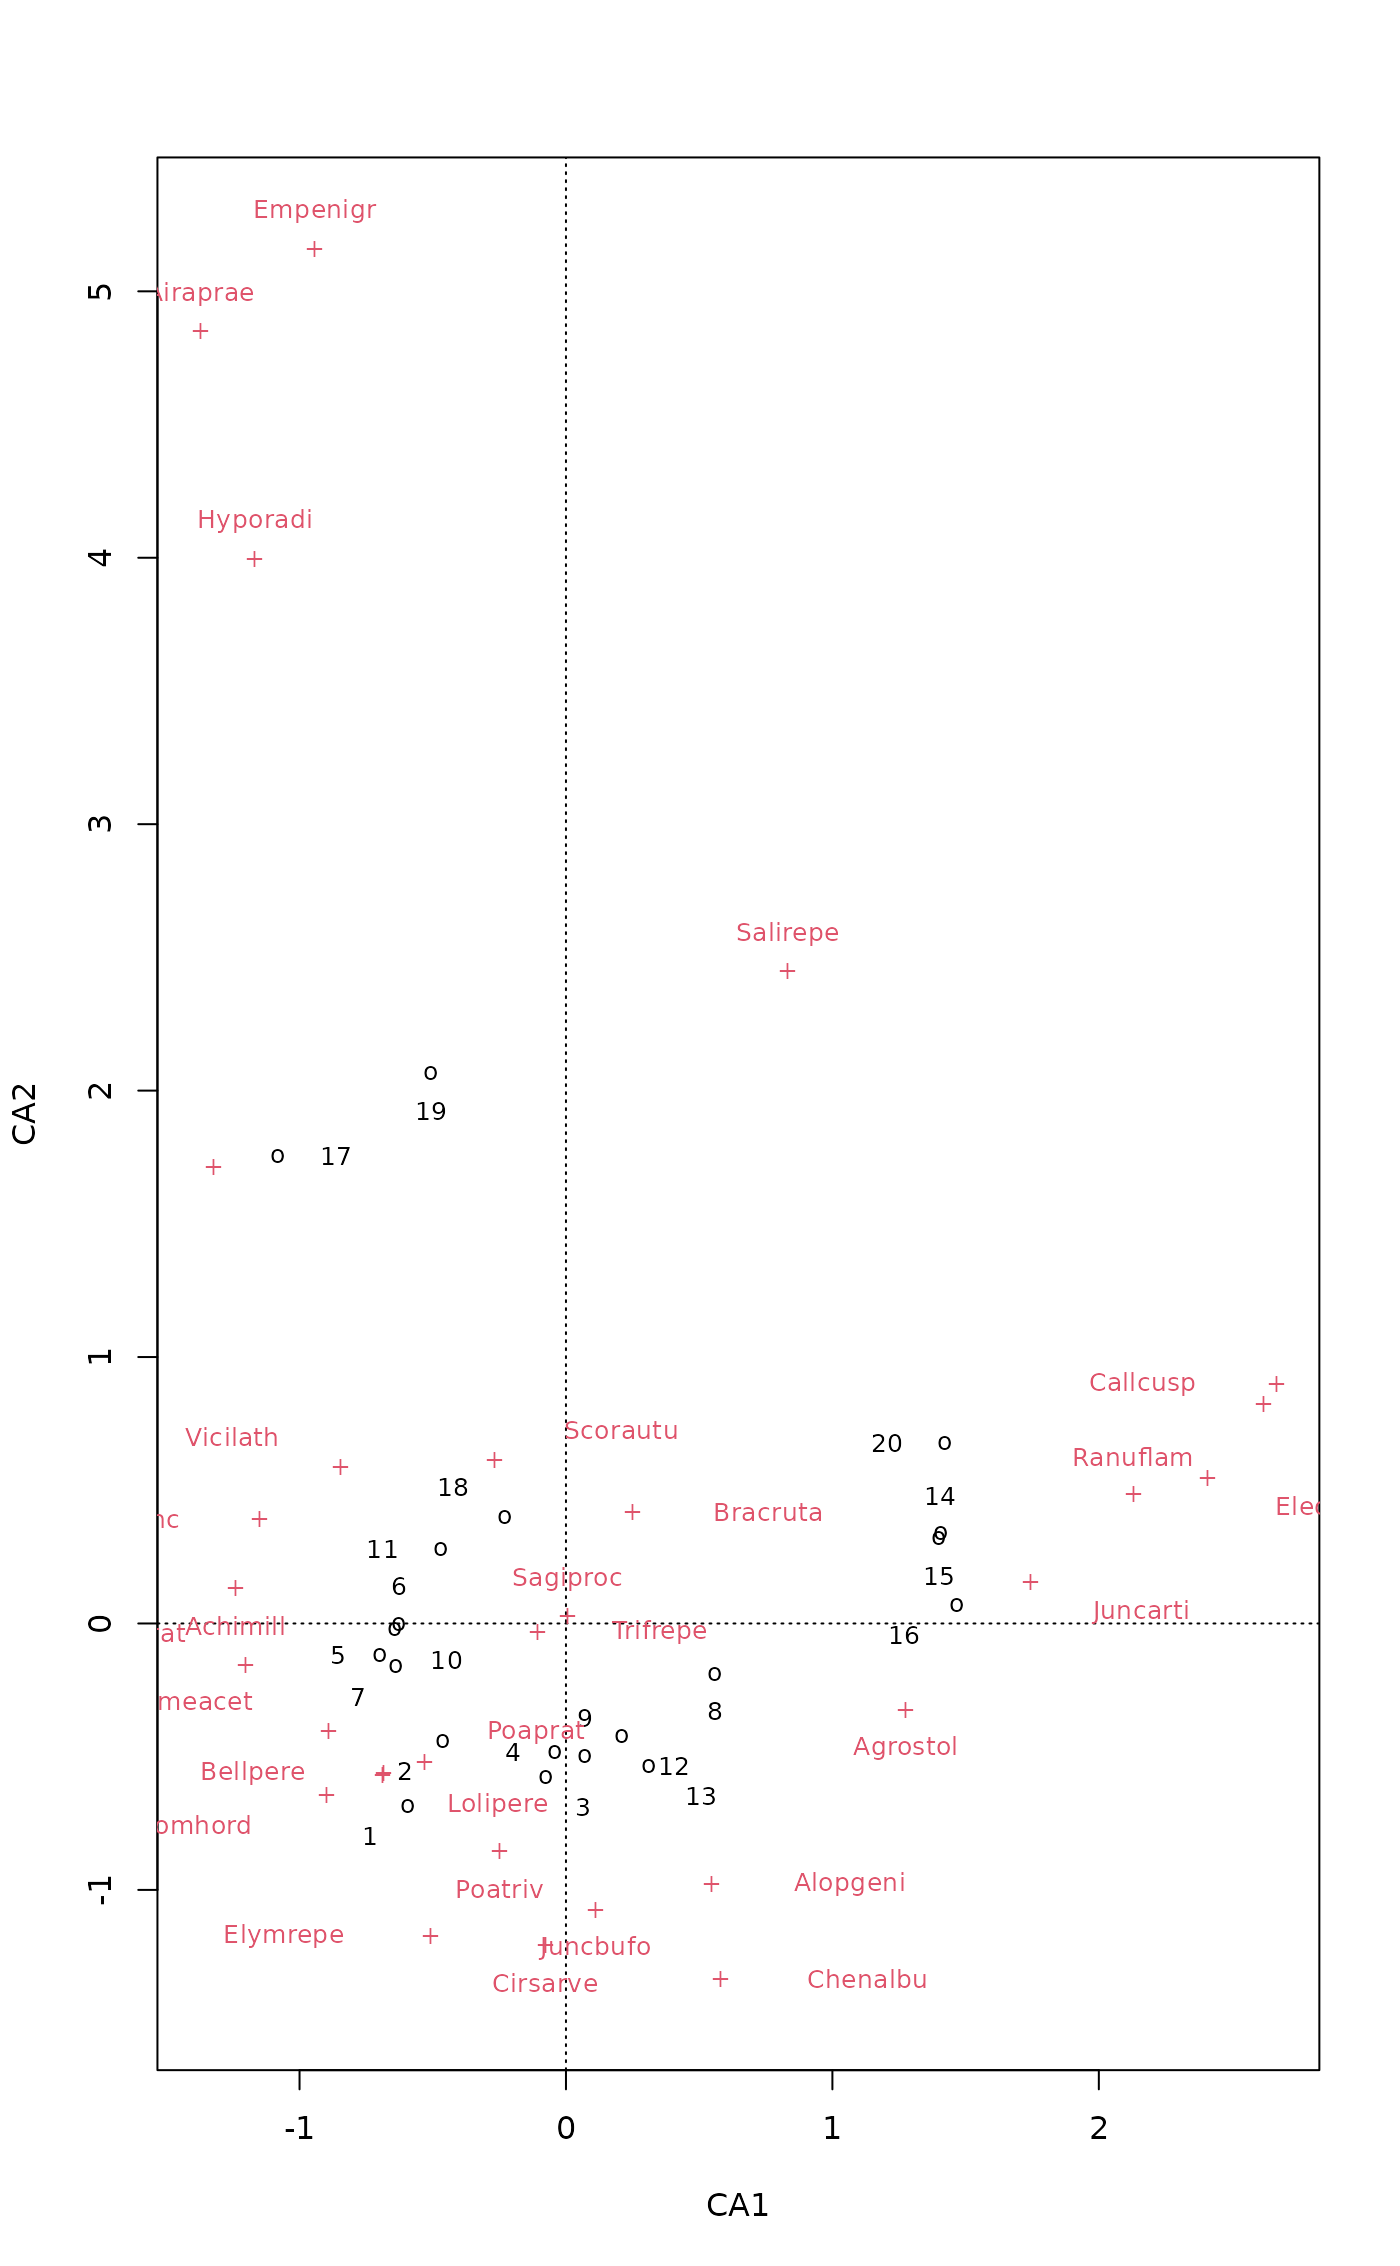 Empenigr
Airaprae
5
Hyporadi
4
3
Salirepe
2
CA2
19
17
1
Callcusp
Scorautu
Vicilath
20
Ranuflam
18
14
Bracruta
11
15
Sagiproc
6
Juncarti
0
Achimill
Trifrepe
16
5
10
7
meacet
8
9
Poaprat
Agrostol
4
12
Bellpere
2
13
Lolipere
3
omhord
1
-1
Alopgeni
Poatriv
Elymrepe
Juncbufo
Cirsarve
Chenalbu
-1 0 1 2
CA1